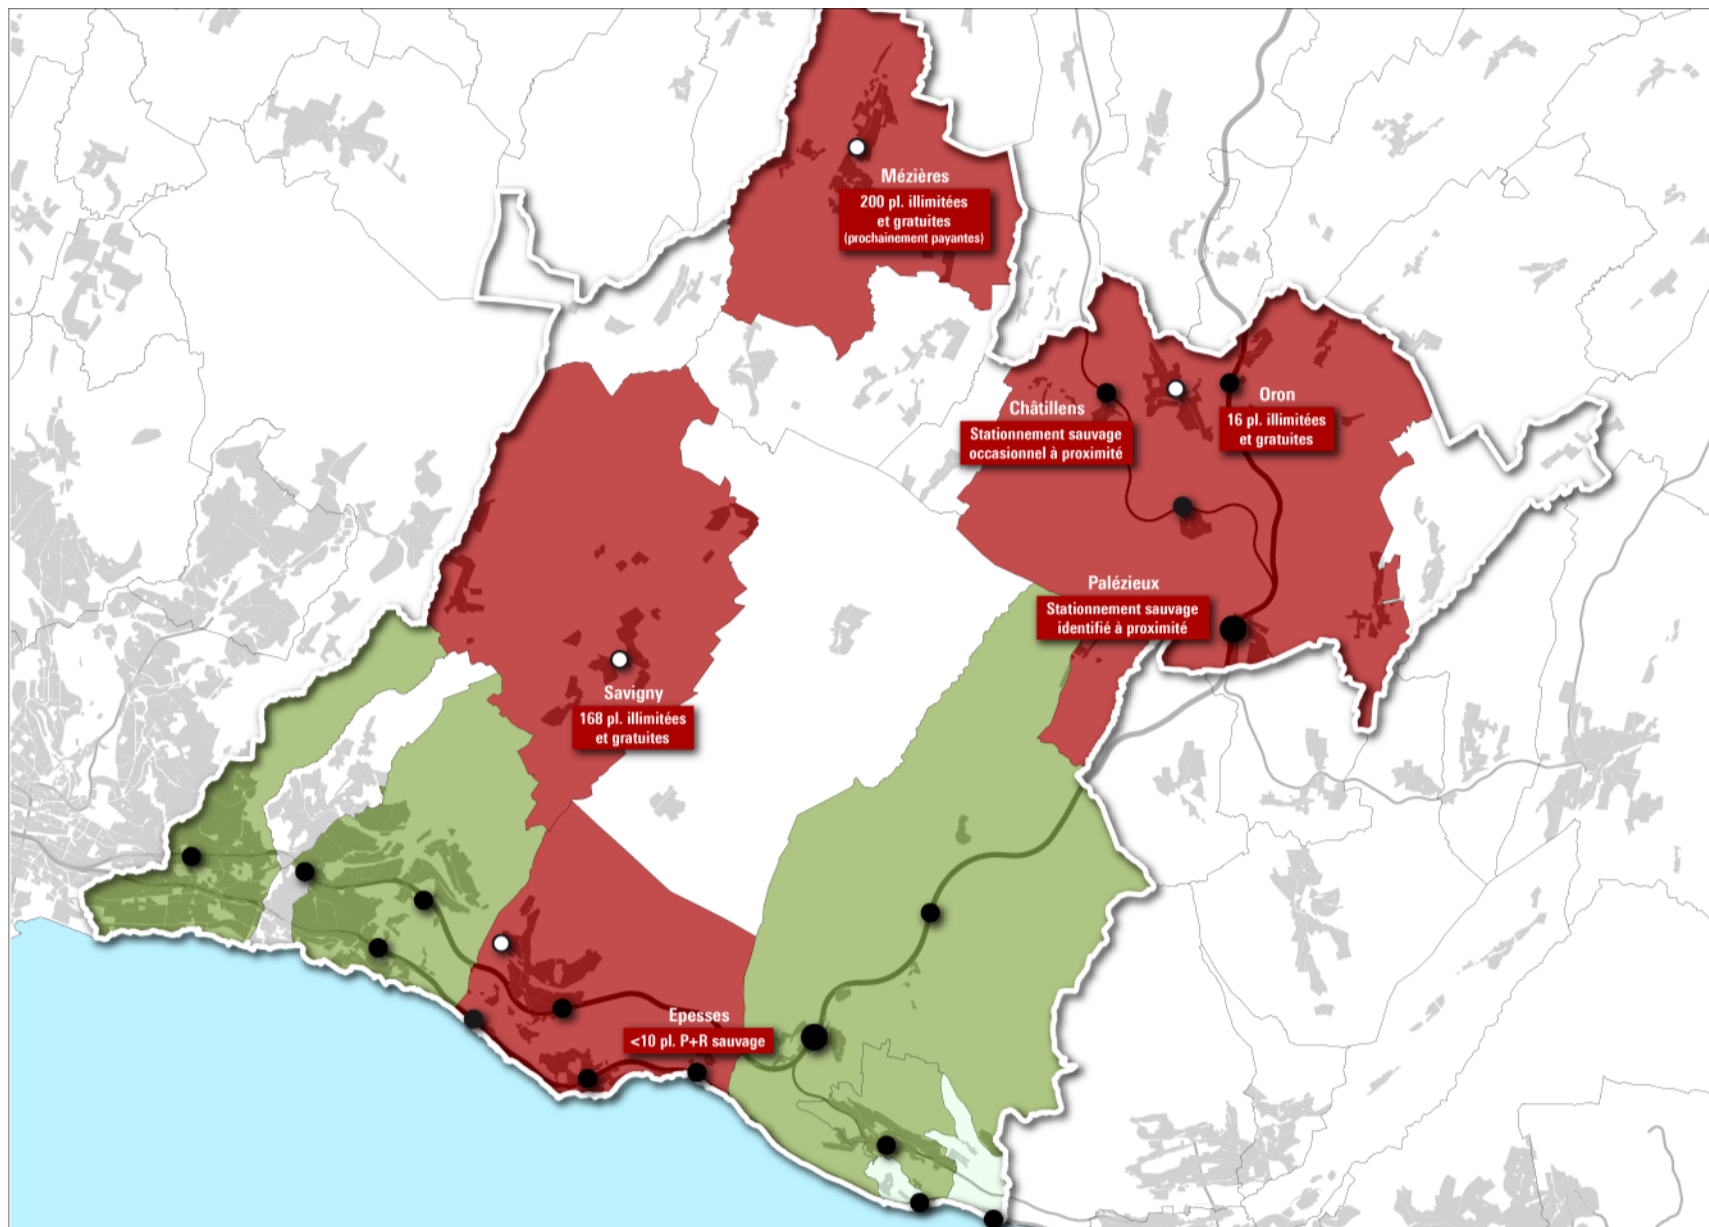 Mézières
200 pl. illimitées
et gratuites
(prochainement payantes)
Châtillens
Stationnement sauvage
occasionnel à proximité
Oron
16 pl. illimitées
et gratuites
Palézieux
Stationnement sauvage
identifié à proximité
Savigny
168 pl. illimitées
et gratuites
Epesses
<10 pl. P+R sauvage